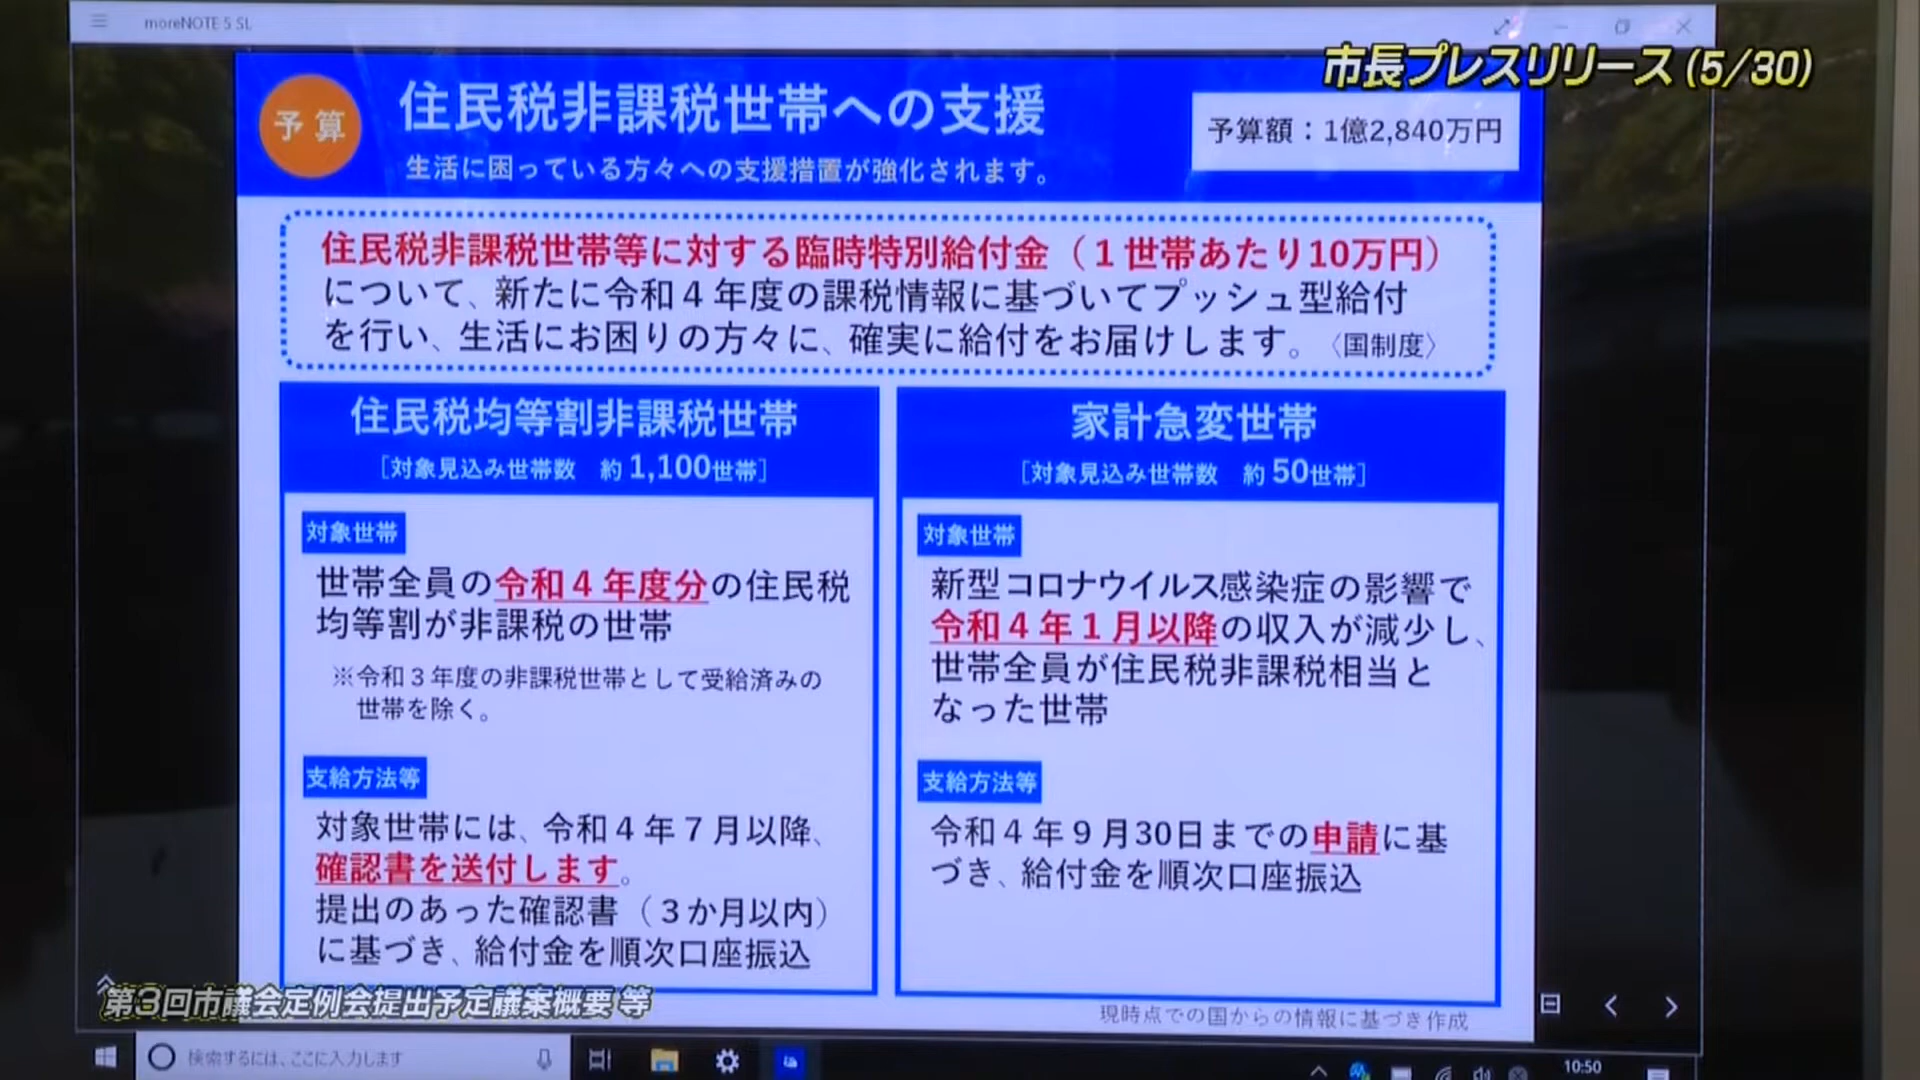 moreNOTE 5 SL
市長プレスリリース(5/30)
予算
住民税非課税世帯への支援
生活に困っている方々への支援措置が強化されます。
予算額：1億2,840万円
住民税非課税世帯等に対する臨時特別給付金（１世帯あたり10万円）
について、新たに令和４年度の課税情報に基づいてプッシュ型給付
を行い、生活にお困りの方々に、確実に給付をお届けします。〈国制度〉
住民税均等割非課税世帯
［対象見込み世帯数　約1,100世帯］
対象世帯
世帯全員の令和４年度分の住民税
均等割が非課税の世帯
※令和３年度の非課税世帯として受給済みの
世帯を除く。
支給方法等
対象世帯には、令和４年７月以降、
確認書を送付します。
提出のあった確認書（３か月以内）
に基づき、給付金を順次口座振込
家計急変世帯
［対象見込み世帯数　約50世帯］
対象世帯
新型コロナウイルス感染症の影響で
令和４年１月以降の収入が減少し、
世帯全員が住民税非課税相当と
なった世帯
支給方法等
令和４年９月30日までの申請に基
づき、給付金を順次口座振込
現時点での国からの情報に基づき作成
第3回市議会定例会提出予定議案概要 等
検索するには、ここに入力します
10:50